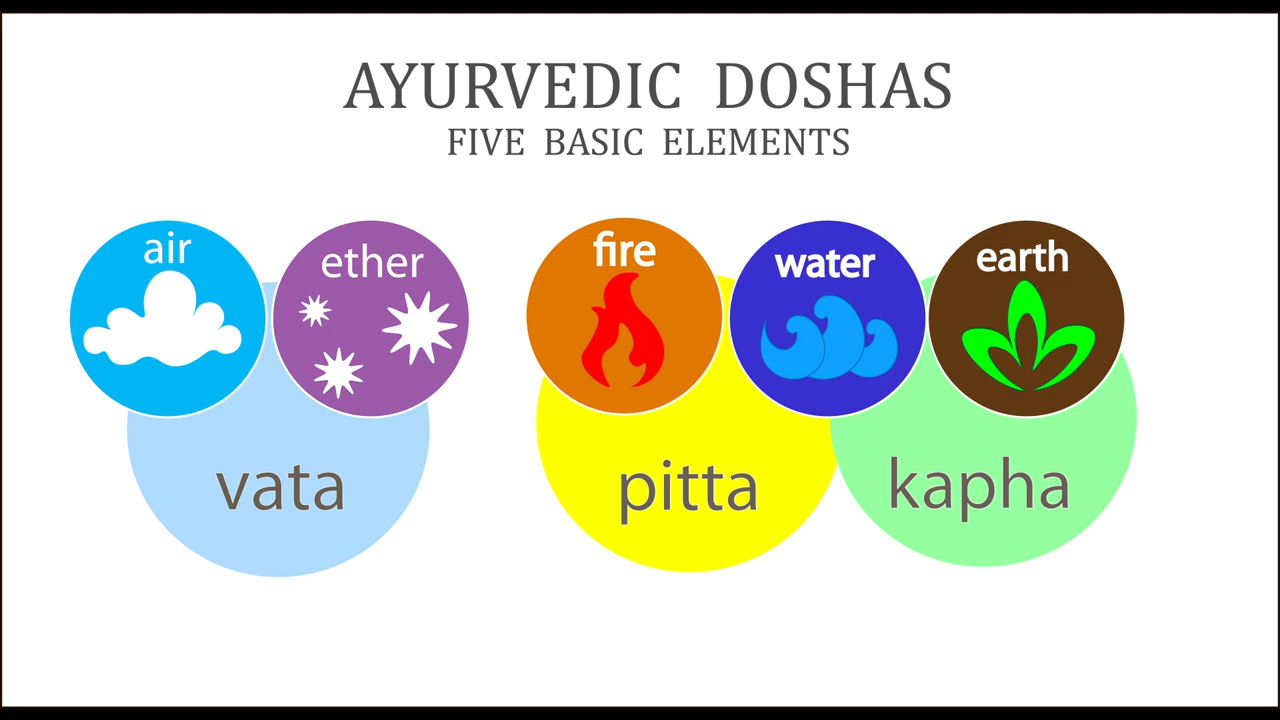 AYURVEDIC DOSHAS
FIVE BASIC ELEMENTS
air
ether
fire
water
earth
vata
pitta
kapha